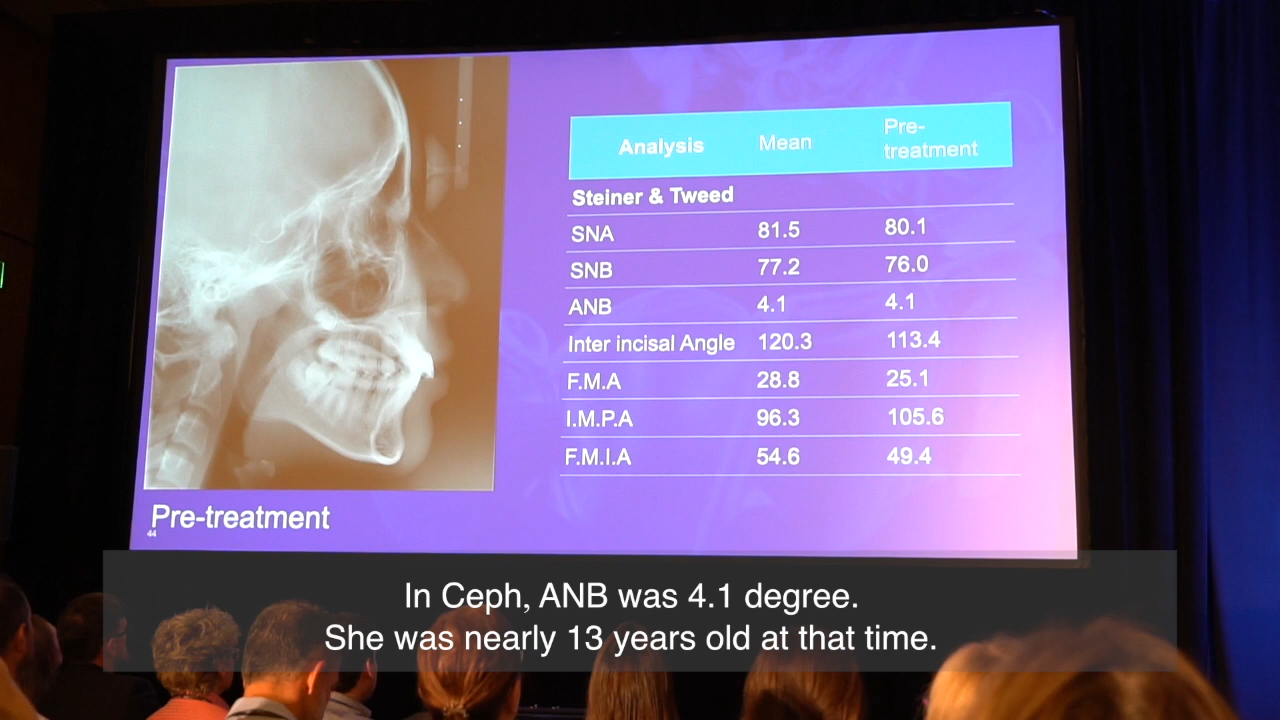 Analysis Mean Pre-treatment
Steiner & Tweed
SNA 81.5 80.1
SNB 77.2 76.0
ANB 4.1 4.1
Inter incisal Angle 120.3 113.4
F.M.A 28.8 25.1
I.M.P.A 96.3 105.6
F.M.I.A 54.6 49.4
Pre-treatment
44
In Ceph, ANB was 4.1 degree.
She was nearly 13 years old at that time.